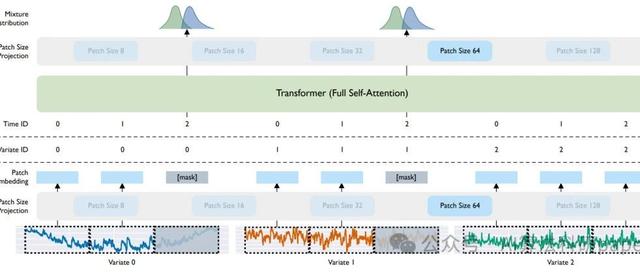 Mixture
Distribution
Patch Size
Projection
Patch Size 8
Patch Size 16
Patch Size 32
Patch Size 64
Patch Size 128
Transformer (Full Self-Attention)
Time ID
0 1 2 0 1 2 0 1 2
Variate ID
0 0 0 1 1 1 2 2 2
Patch
Embedding
[mask]
[mask]
Patch Size
Projection
Patch Size 8
Patch Size 16
Patch Size 32
Patch Size 64
Patch Size 128
公众号
Variate 0
Variate 1
Variate 2